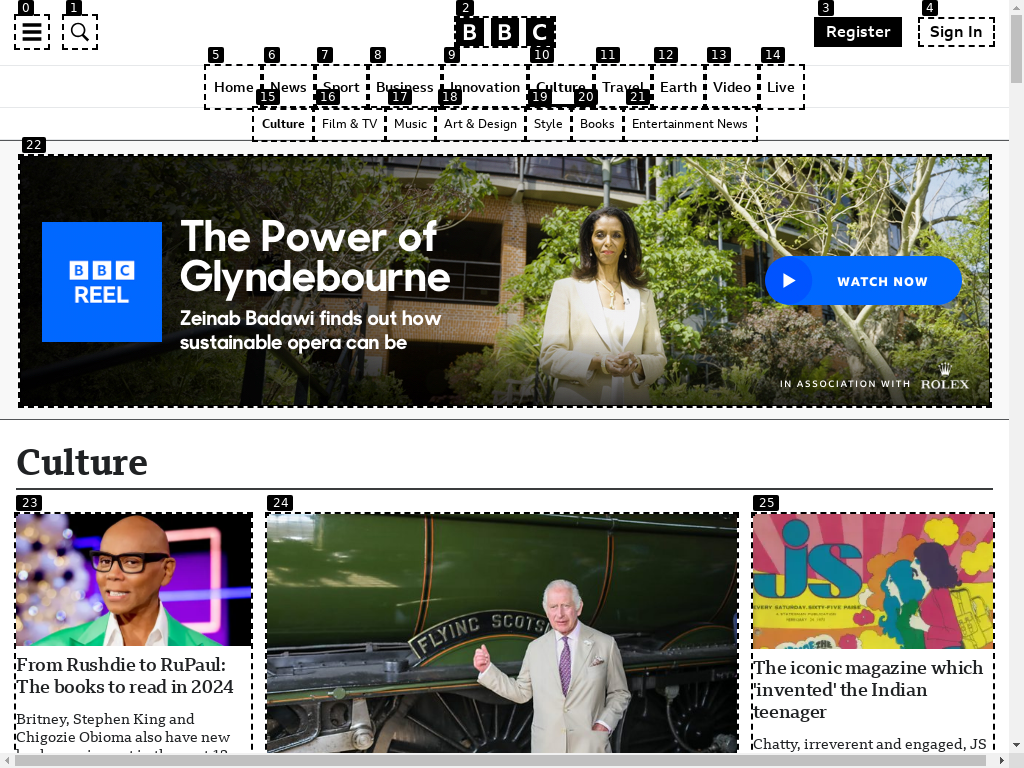 0
1
2
3
4
BBC
Register
Sign In
5
6
7
8
9
10
11
12
13
14
Home
News
Sport
Business
Innovation
Culture
Travel
Earth
Video
Live
15
16
17
18
19
20
21
Culture
Film & TV
Music
Art & Design
Style
Books
Entertainment News
22
BBC
REEL
The Power of
Glyndebourne
Zeinab Badawi finds out how
sustainable opera can be
WATCH NOW
IN ASSOCIATION WITH ROLEX
Culture
23
24
25
From Rushdie to RuPaul:
The books to read in 2024
Britney, Stephen King and
Chigozie Obioma also have new
FLYING SCOTS
js
EVERY SATURDAY, SIXTY-FIVE PAISE
The iconic magazine which
'invented' the Indian
teenager
Chatty, irreverent and engaged, JS